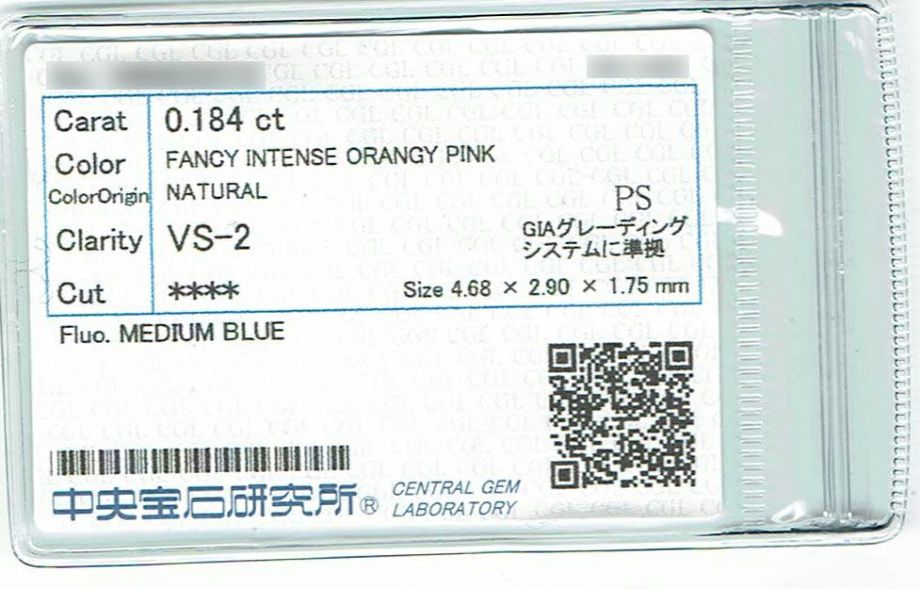 Carat 0.184 ct
Color FANCY INTENSE ORANGY PINK
ColorOrigin NATURAL
PS
Clarity VS-2
GIAグレーディング
システムに準拠
Cut ****
Size 4.68 × 2.90 × 1.75 mm
Fluo. MEDIUM BLUE
中央宝石研究所® CENTRAL GEM
LABORATORY